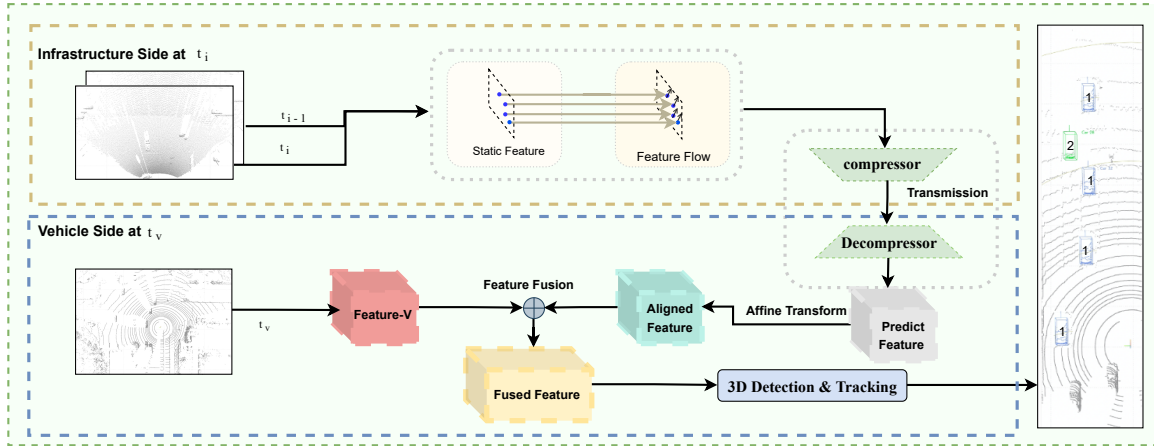 Infrastructure Side at t i
t i - 1
t i
Static Feature
Feature Flow
compressor
Transmission
Vehicle Side at t v
Decompressor
t v
Feature-V
Feature Fusion
Aligned
Feature
Affine Transform
Predict
Feature
Fused Feature
3D Detection & Tracking
1
2
1
1
1